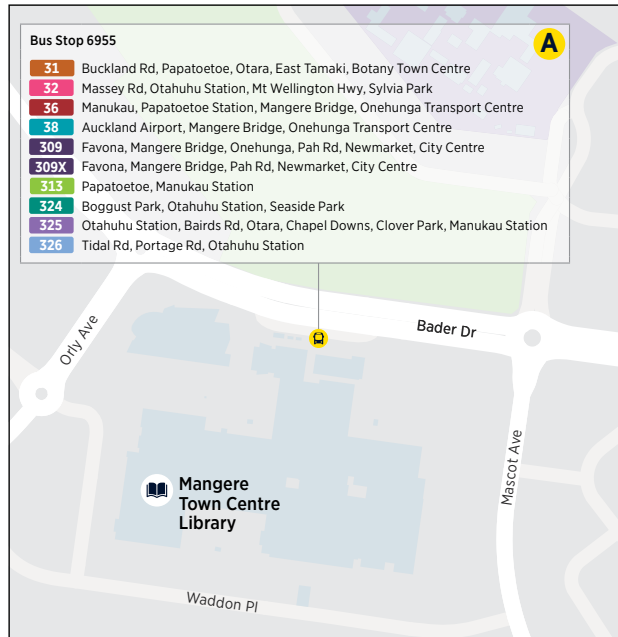 Bus Stop 6955
A
31 Buckland Rd, Papatoetoe, Otara, East Tamaki, Botany Town Centre
32 Massey Rd, Otahuhu Station, Mt Wellington Hwy, Sylvia Park
36 Manukau, Papatoetoe Station, Mangere Bridge, Onehunga Transport Centre
38 Auckland Airport, Mangere Bridge, Onehunga Transport Centre
309 Favona, Mangere Bridge, Onehunga, Pah Rd, Newmarket, City Centre
309X Favona, Mangere Bridge, Pah Rd, Newmarket, City Centre
313 Papatoetoe, Manukau Station
324 Boggust Park, Otahuhu Station, Seaside Park
325 Otahuhu Station, Bairds Rd, Otara, Chapel Downs, Clover Park, Manukau Station
326 Tidal Rd, Portage Rd, Otahuhu Station
Orly Ave
Bader Dr
Mascot Ave
Mangere
Town Centre
Library
Waddon Pl